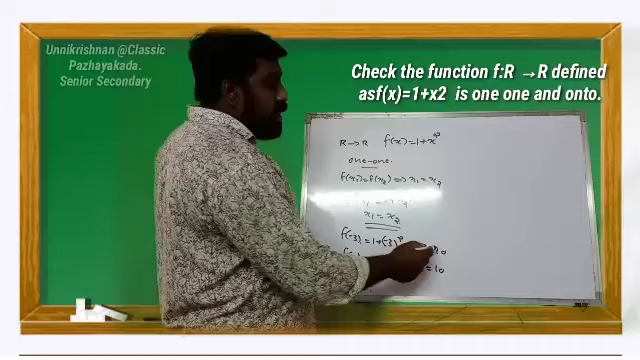 Unnikrishnan @Classic
Pazhayakada.
Senior Secondary
Check the function f:R →R defined
asf(x)=1+x2 is one one and onto.
R→R f(x)=1+x²
one-one.
f(x₁)=f(x₂) ⟹ x₁=x₂
x₁=x₂
f(-3)=1+(-3)²
= 10